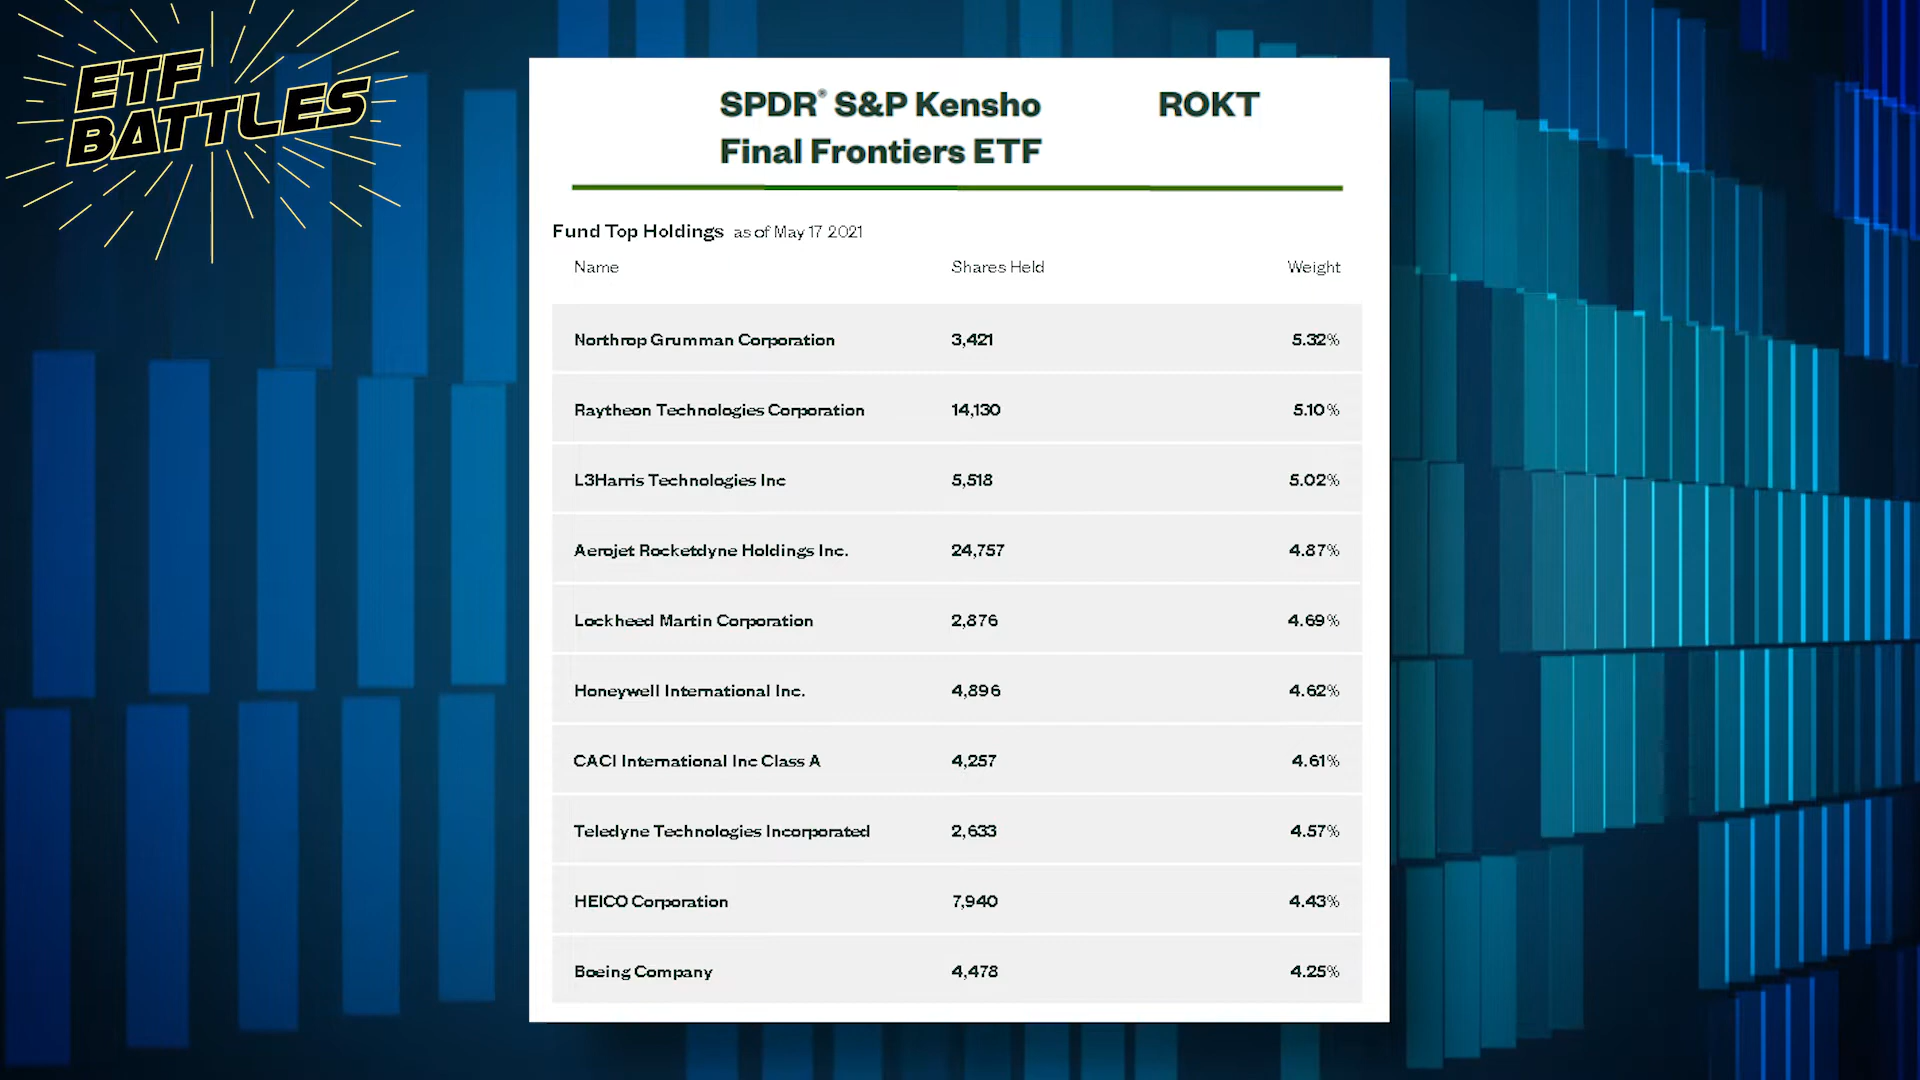 ETF
BATTLES
SPDR® S&P Kensho ROKT
Final Frontiers ETF
Fund Top Holdings as of May 17 2021
Name Shares Held Weight
Northrop Grumman Corporation 3,421 5.32%
Raytheon Technologies Corporation 14,130 5.10%
L3Harris Technologies Inc 5,518 5.02%
Aerojet Rocketdyne Holdings Inc. 24,757 4.87%
Lockheed Martin Corporation 2,876 4.69%
Honeywell International Inc. 4,896 4.62%
CACI International Inc Class A 4,257 4.61%
Teledyne Technologies Incorporated 2,633 4.57%
HEICO Corporation 7,940 4.43%
Boeing Company 4,478 4.25%